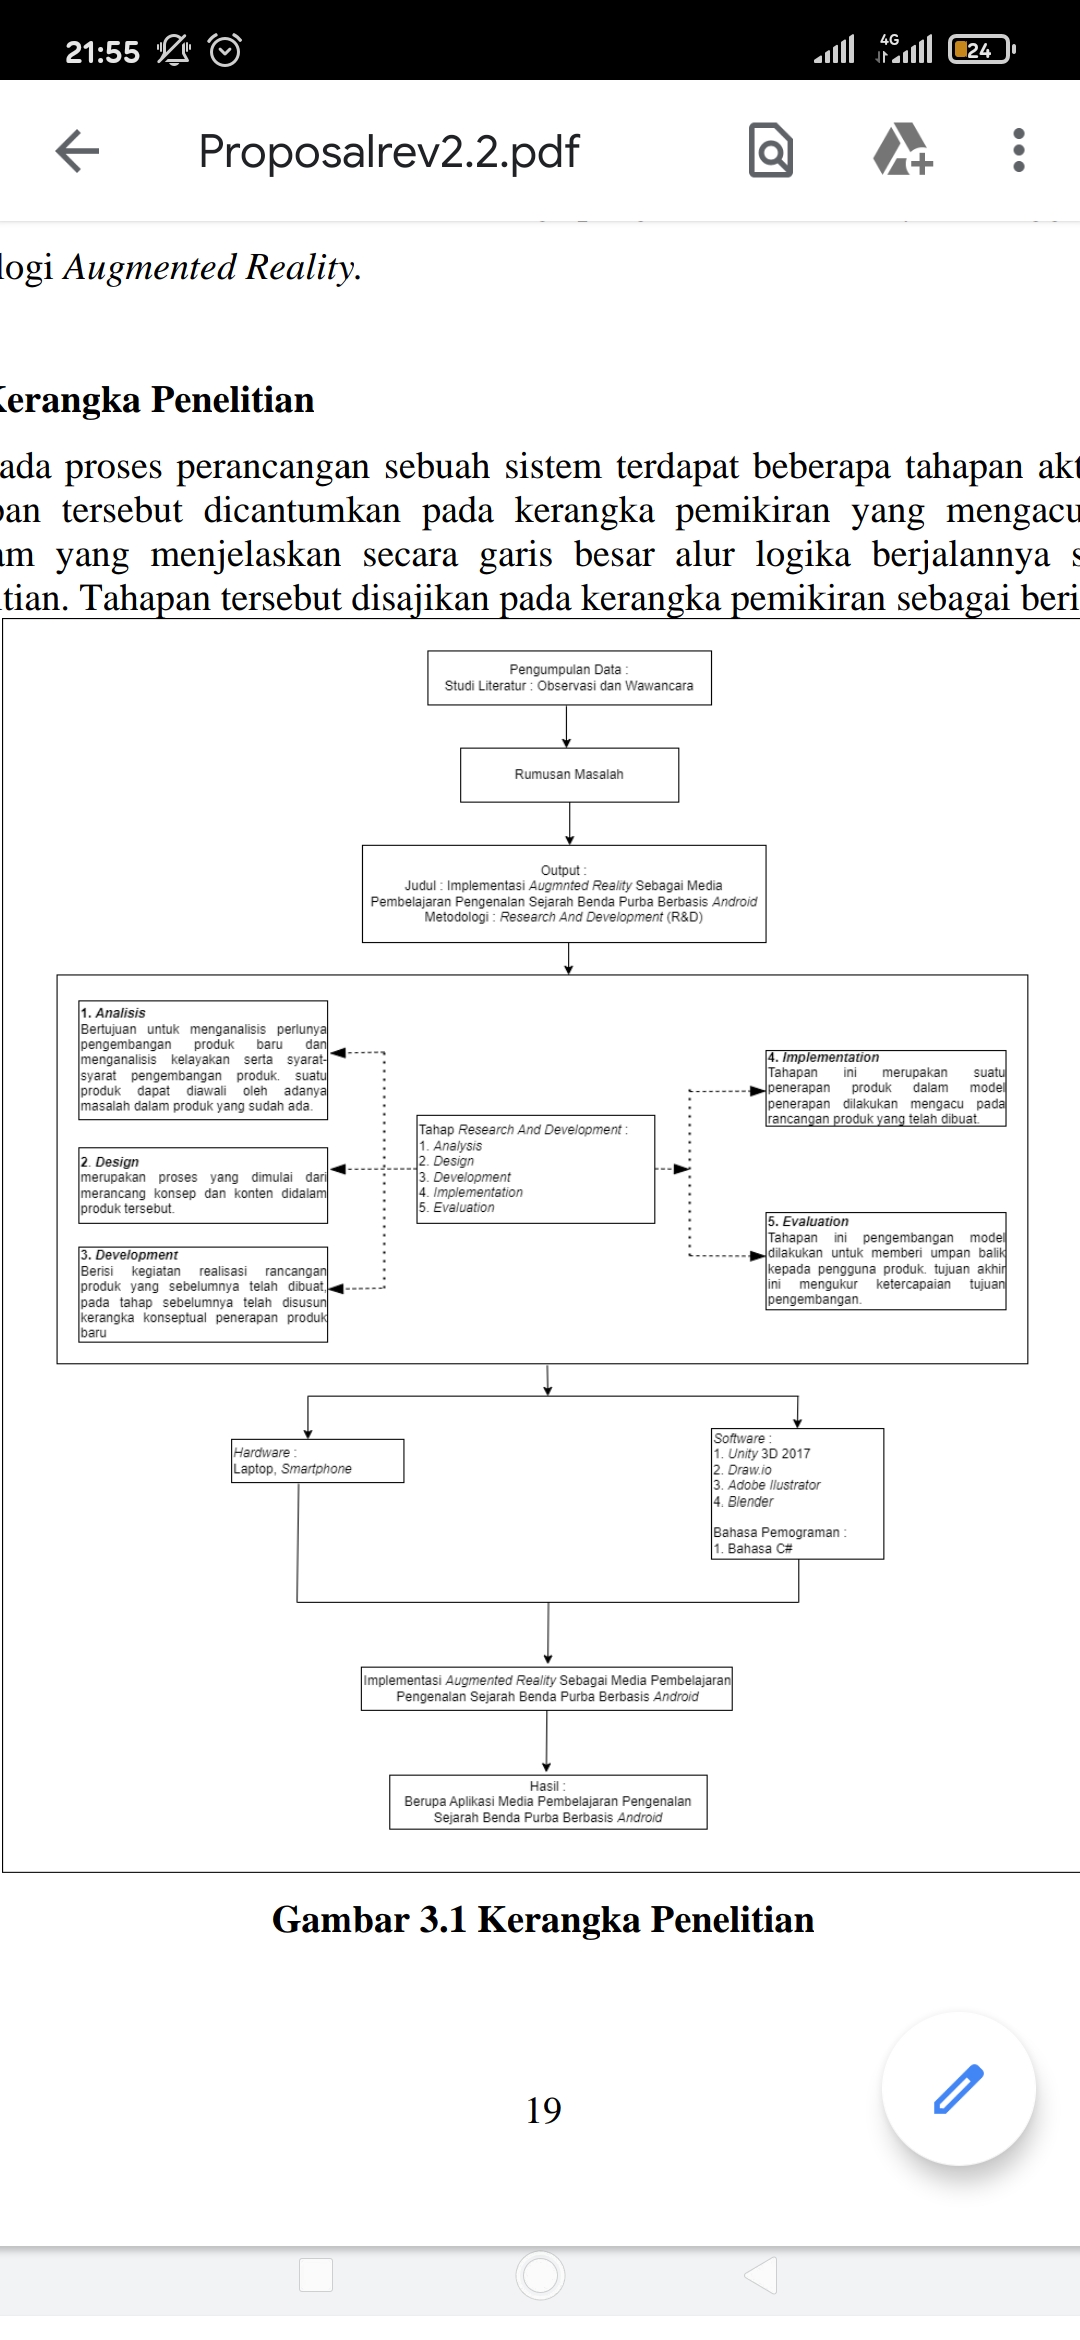 21:55
4G
24
Proposalrev2.2.pdf
logi Augmented Reality.
Kerangka Penelitian
ada proses perancangan sebuah sistem terdapat beberapa tahapan akt
pan tersebut dicantumkan pada kerangka pemikiran yang mengacu
am yang menjelaskan secara garis besar alur logika berjalannya s
itian. Tahapan tersebut disajikan pada kerangka pemikiran sebagai beri
Pengumpulan Data :
Studi Literatur : Observasi dan Wawancara
Rumusan Masalah
Output :
Judul : Implementasi Augmnted Reality Sebagai Media
Pembelajaran Pengenalan Sejarah Benda Purba Berbasis Android
Metodologi : Research And Development (R&D)
1. Analisis
Bertujuan untuk menganalisis perlunya
pengembangan produk baru dan
menganalisis kelayakan serta syarat-
syarat pengembangan produk. suatu
produk dapat diawali oleh adanya
masalah dalam produk yang sudah ada.
2. Design
merupakan proses yang dimulai dari
merancang konsep dan konten didalam
produk tersebut.
3. Development
Berisi kegiatan realisasi rancangan
produk yang sebelumnya telah dibuat,
pada tahap sebelumnya telah disusun
kerangka konseptual penerapan produk
baru
Tahap Research And Development :
1. Analysis
2. Design
3. Development
4. Implementation
5. Evaluation
4. Implementation
Tahapan ini merupakan suatu
penerapan produk dalam model
penerapan dilakukan mengacu pada
rancangan produk yang telah dibuat.
5. Evaluation
Tahapan ini pengembangan model
dilakukan untuk memberi umpan balik
kepada pengguna produk. tujuan akhir
ini mengukur ketercapaian tujuan
pengembangan.
Hardware :
Laptop, Smartphone
Software :
1. Unity 3D 2017
2. Draw.io
3. Adobe Ilustrator
4. Blender
Bahasa Pemograman :
1. Bahasa C#
Implementasi Augmented Reality Sebagai Media Pembelajaran
Pengenalan Sejarah Benda Purba Berbasis Android
Hasil :
Berupa Aplikasi Media Pembelajaran Pengenalan
Sejarah Benda Purba Berbasis Android
Gambar 3.1 Kerangka Penelitian
19